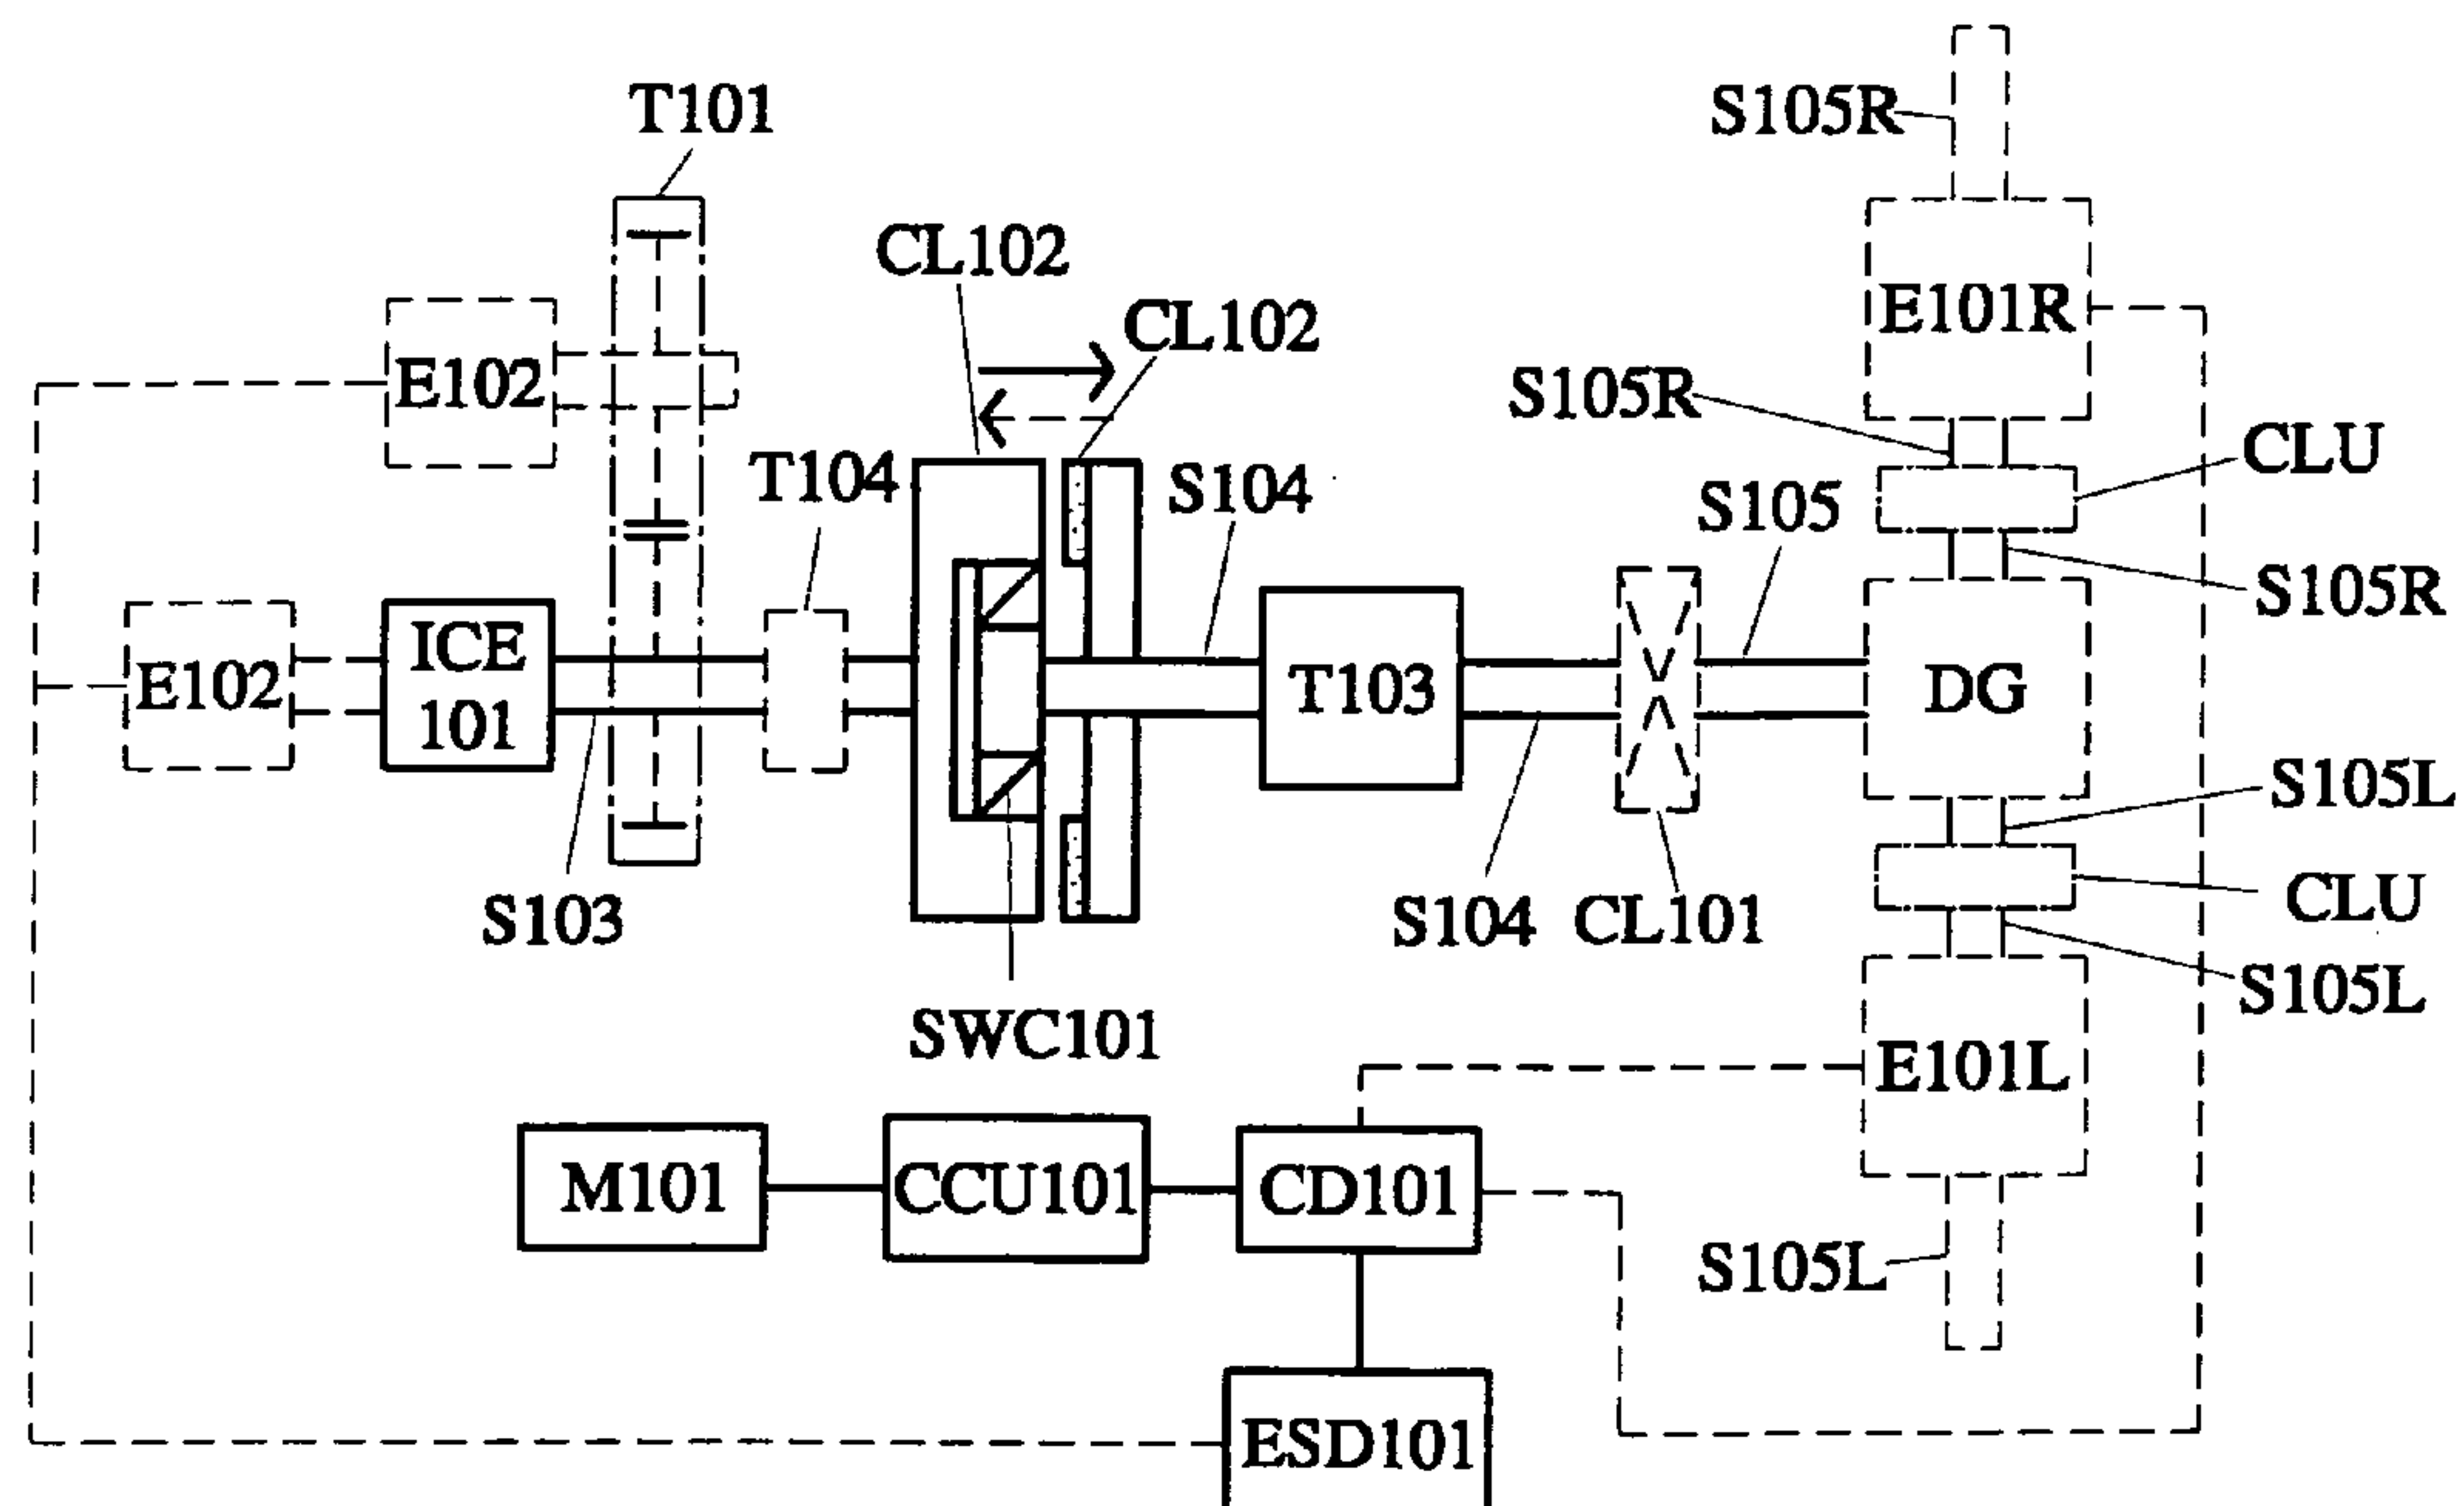 T101
S105R
CL102
CL102
E101R
E102
S105R
CLU
T104
S104
S105
S105R
ICE
101
E102
T103
DG
S105L
S103
S104
CL101
CLU
S105L
SWC101
E101L
M101
CCU101
CD101
S105L
ESD101